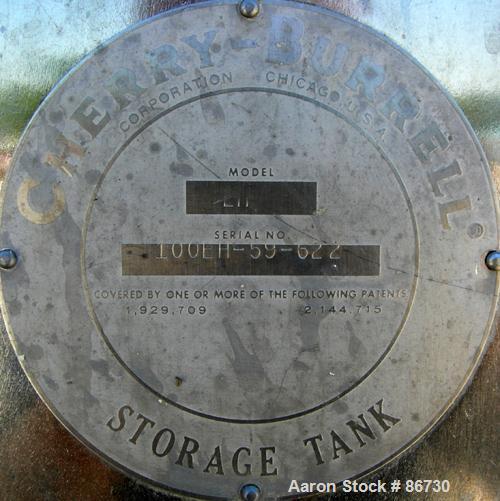 CHERRY-BURRELL®
CORPORATION CHICAGO, U.S.A.
MODEL
EH
SERIAL NO.
100EH-59-622
COVERED BY ONE OR MORE OF THE FOLLOWING PATENTS
1,929,709 2,144,715
STORAGE TANK
Aaron Stock # 86730